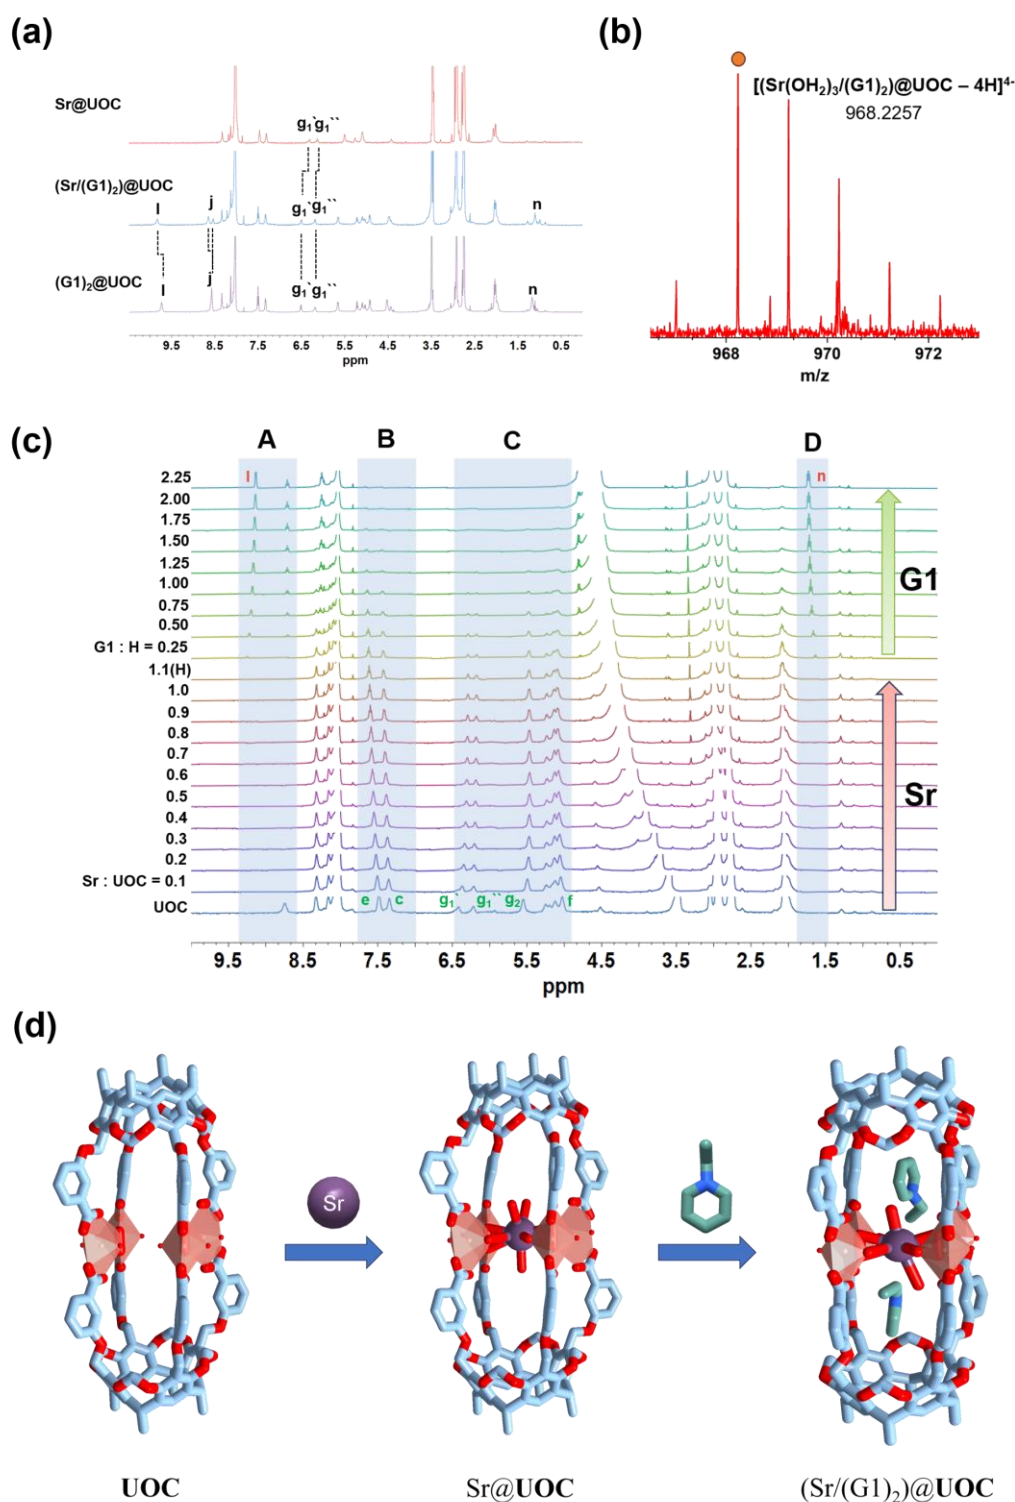 (a)
Sr@UOC
g₁` g₁``
(Sr/(G1)₂)@UOC
l
j
g₁` g₁``
n
(G1)₂@UOC
l
j
g₁` g₁``
n
9.5 8.5 7.5 6.5 5.5 4.5 3.5 2.5 1.5 0.5
ppm
(b)
[(Sr(OH₂)₃/(G1)₂)@UOC – 4H]⁴⁻
968.2257
968 970 972
m/z
(c)
A B C D
2.25
l
n
2.00
1.75
1.50
1.25
1.00
0.75
0.50
G1 : H = 0.25
G1
1.1(H)
1.0
0.9
0.8
0.7
0.6
0.5
0.4
0.3
0.2
Sr : UOC = 0.1
UOC
Sr
e c g₁` g₁`` g₂ f
9.5 8.5 7.5 6.5 5.5 4.5 3.5 2.5 1.5 0.5
ppm
(d)
Sr
UOC
Sr@UOC
(Sr/(G1)₂)@UOC